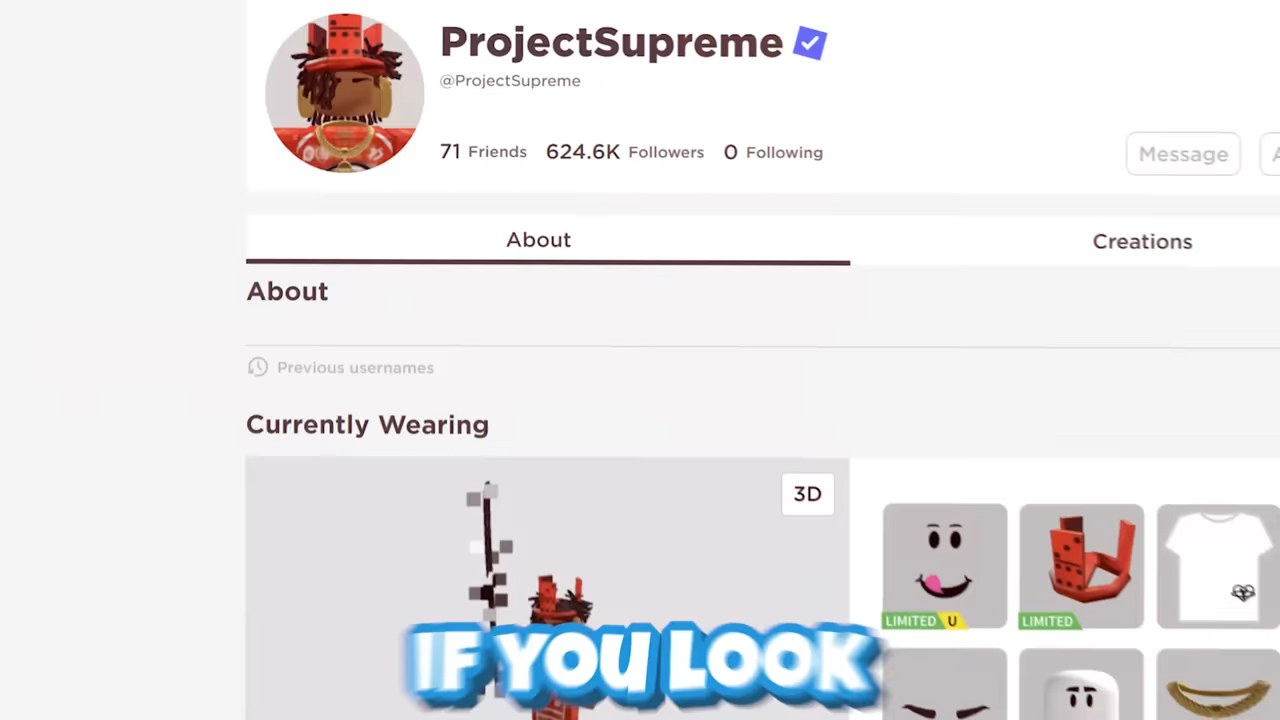 ProjectSupreme
@ProjectSupreme
71 Friends 624.6K Followers 0 Following
Message A
About Creations
About
Previous usernames
Currently Wearing
3D
LIMITED U LIMITED
IF YOU LOOK